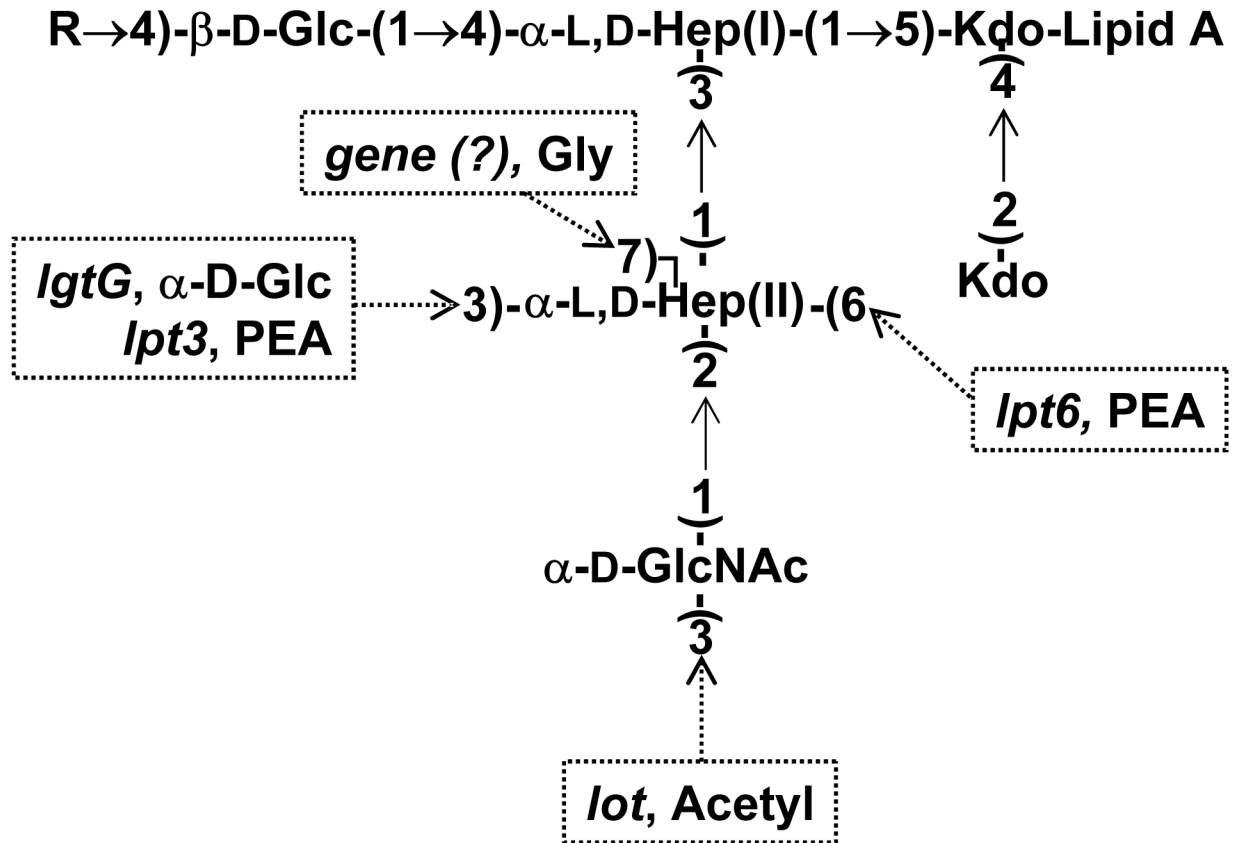 R→4)-β-D-Glc-(1→4)-α-L,D-Hep(I)-(1→5)-Kdo-Lipid A
3)
4)
gene (?), Gly
1)
2)
7)
Kdo
lgtG, α-D-Glc
lpt3, PEA
3)-α-L,D-Hep(II)-(6
2)
lpt6, PEA
1)
α-D-GlcNAc
3)
lot, Acetyl